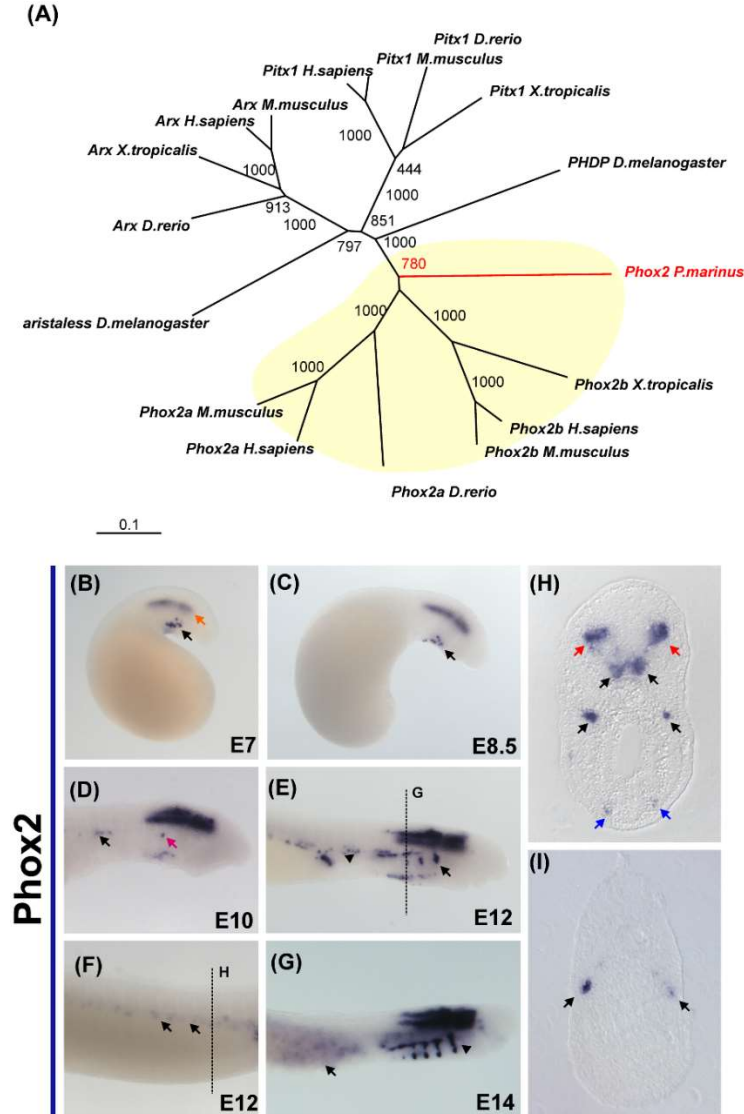 (A)
Pitx1 D.rerio
Pitx1 M.musculus
Pitx1 H.sapiens
Pitx1 X.tropicalis
Arx M.musculus
Arx H.sapiens
Arx X.tropicalis
1000
1000
444
PHDP D.melanogaster
1000
913
1000
Arx D.rerio
851
797
1000
780
Phox2 P.marinus
aristaless D.melanogaster
1000
1000
1000
1000
Phox2b X.tropicalis
Phox2a M.musculus
Phox2b H.sapiens
Phox2a H.sapiens
Phox2b M.musculus
Phox2a D.rerio
0.1
Phox2
(B)
E7
(C)
E8.5
(H)
(D)
E10
(E)
G
E12
(I)
(F)
H
E12
(G)
E14